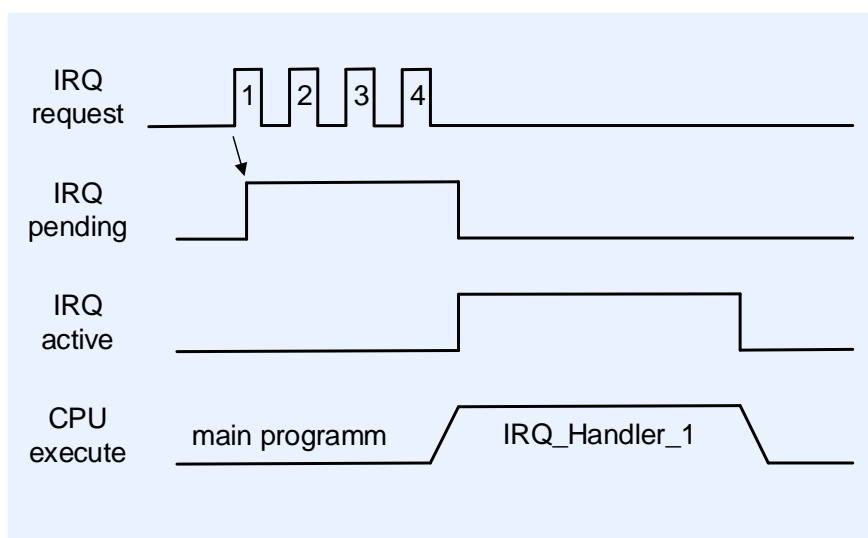 IRQ
request
1 2 3 4
IRQ
pending
IRQ
active
CPU
execute
main programm
IRQ_Handler_1